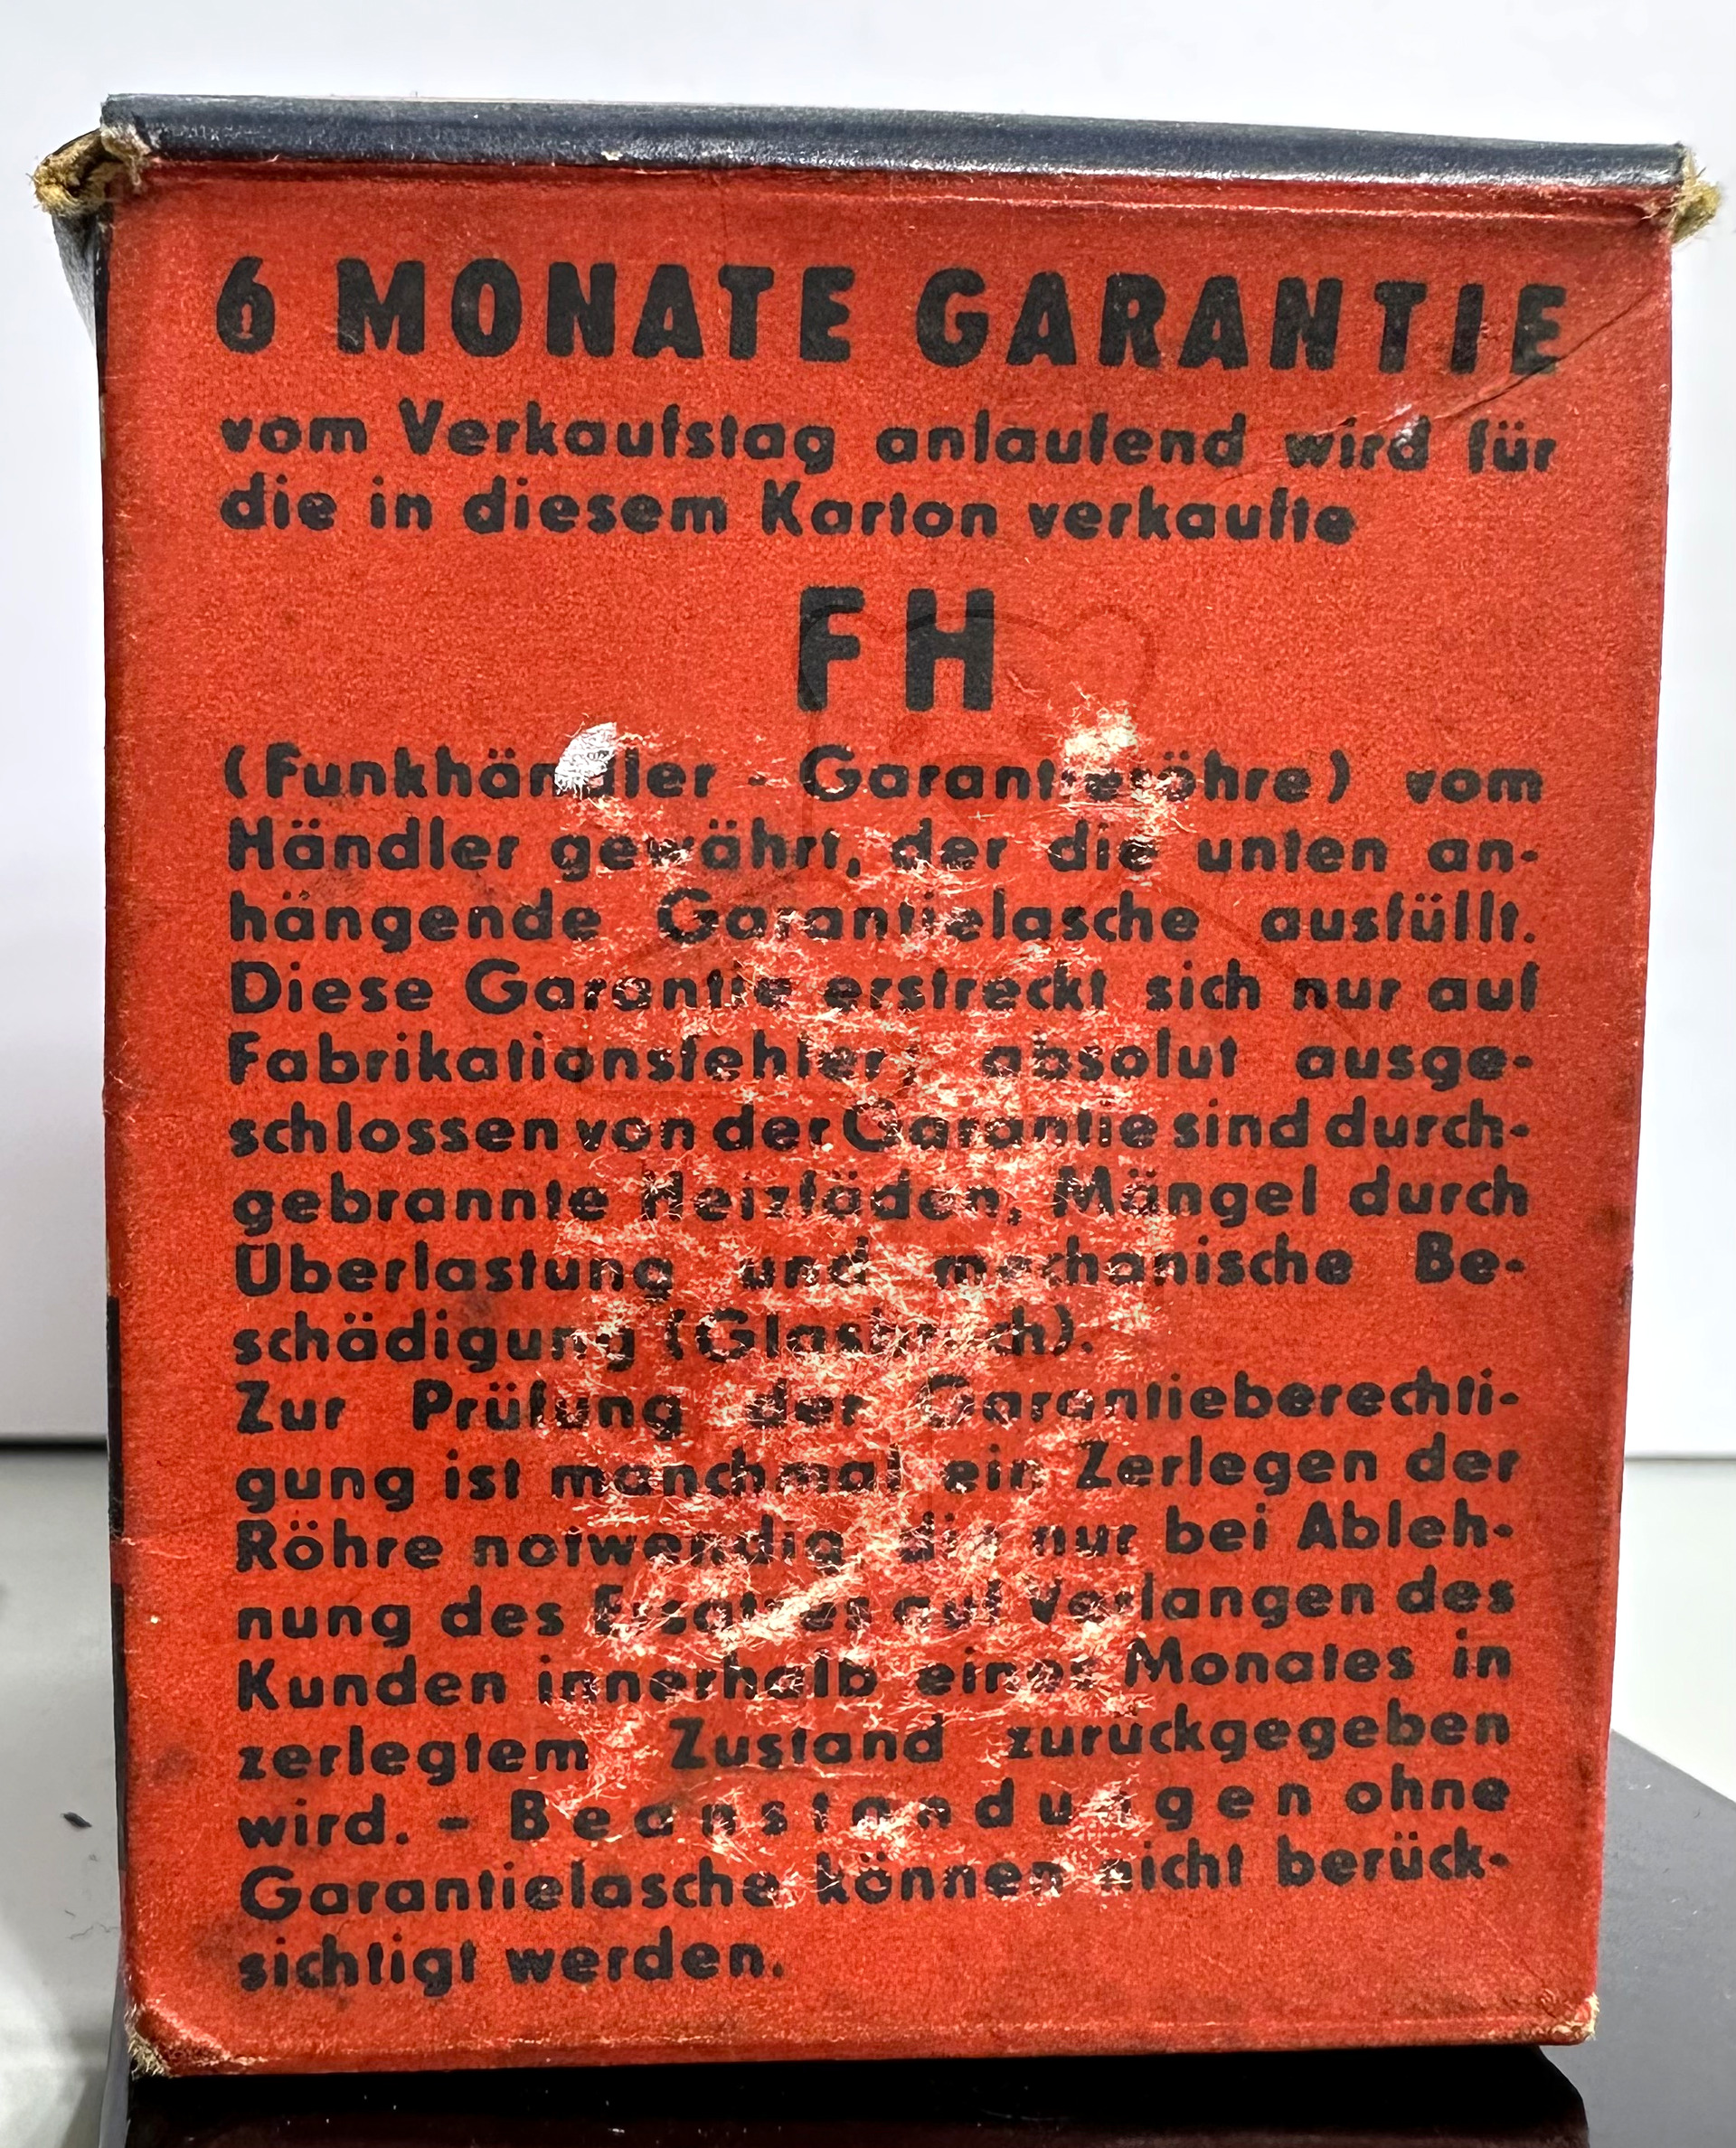 6 MONATE GARANTIE
vom Verkaufstag anlaufend wird für
die in diesem Karton verkaufte
FH
(Funkhändler - Garantieröhre) vom
Händler gewährt, der die unten an-
hängende Garantielasche ausfüllt.
Diese Garantie erstreckt sich nur auf
Fabrikationsfehler, absolut ausge-
schlossen von der Garantie sind durch-
gebrannte Heizfäden, Mängel durch
Überlastung und mechanische Be-
schädigung (Glasbruch).
Zur Prüfung der Garantieberechti-
gung ist manchmal ein Zerlegen der
Röhre notwendig, die nur bei Ableh-
nung des Ersatzes auf Verlangen des
Kunden innerhalb eines Monates in
zerlegtem Zustand zurückgegeben
wird. - Beanstandungen ohne
Garantielasche können nicht berück-
sichtigt werden.